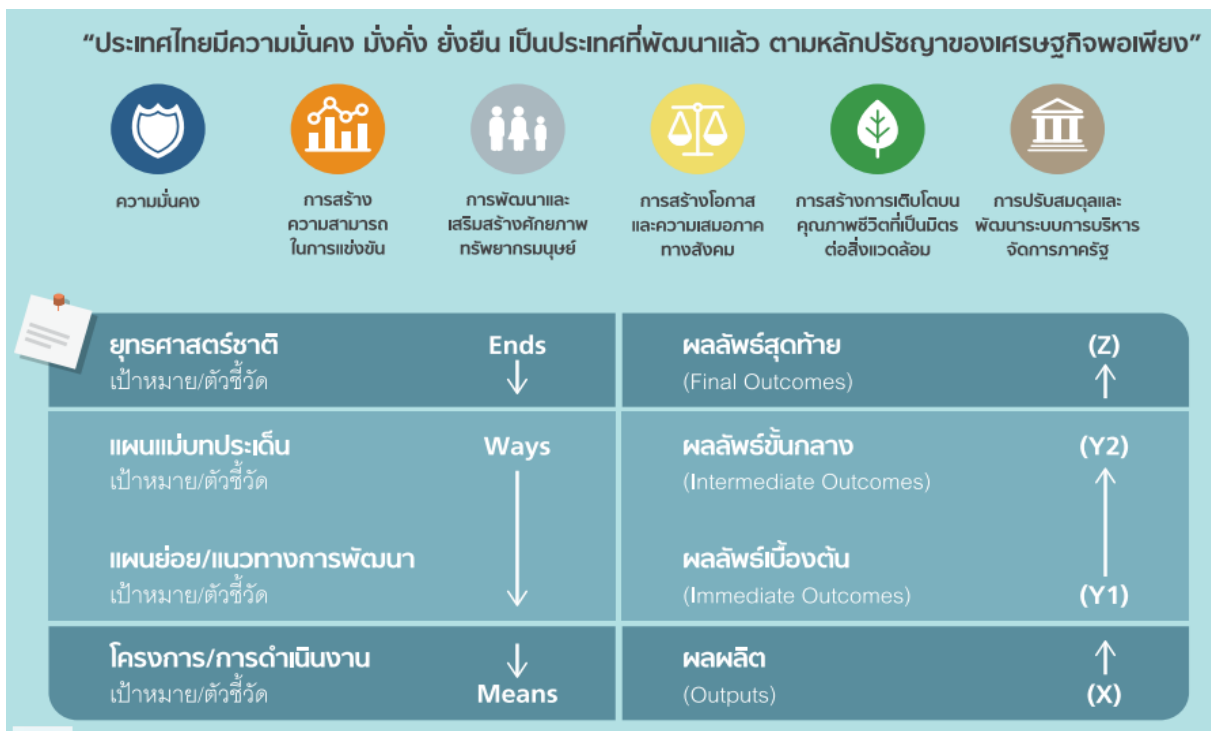 “ประเทศไทยมีความมั่นคง มั่งคั่ง ยั่งยืน เป็นประเทศที่พัฒนาแล้ว ตามหลักปรัชญาของเศรษฐกิจพอเพียง”
ความมั่นคง
การสร้าง
ความสามารถ
ในการแข่งขัน
การพัฒนาและ
เสริมสร้างศักยภาพ
ทรัพยากรมนุษย์
การสร้างโอกาส
และความเสมอภาค
ทางสังคม
การสร้างการเติบโตบน
คุณภาพชีวิตที่เป็นมิตร
ต่อสิ่งแวดล้อม
การปรับสมดุลและ
พัฒนาระบบการบริหาร
จัดการภาครัฐ
ยุทธศาสตร์ชาติ Ends
เป้าหมาย/ตัวชี้วัด
ผลลัพธ์สุดท้าย (Z)
(Final Outcomes)
แผนแม่บทประเด็น Ways
เป้าหมาย/ตัวชี้วัด
ผลลัพธ์ขั้นกลาง (Y2)
(Intermediate Outcomes)
แผนย่อย/แนวทางการพัฒนา
เป้าหมาย/ตัวชี้วัด
ผลลัพธ์เบื้องต้น
(Immediate Outcomes) (Y1)
โครงการ/การดำเนินงาน
เป้าหมาย/ตัวชี้วัด Means
ผลผลิต
(Outputs) (X)